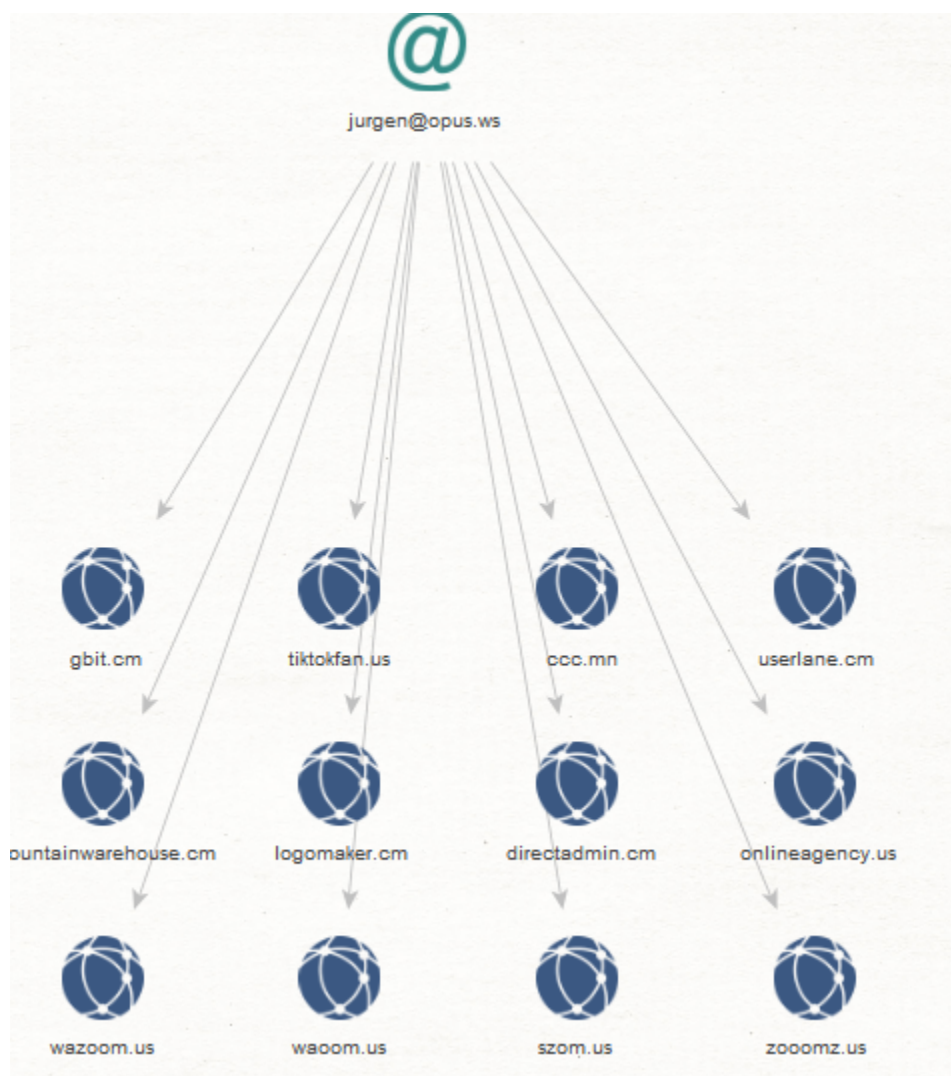 @
jurgen@opus.ws
gbit.cm
tiktokfan.us
ccc.mn
userlane.cm
ountainwarehouse.cm
logomaker.cm
directadmin.cm
onlineagency.us
wazoom.us
waoom.us
szom.us
zooomz.us